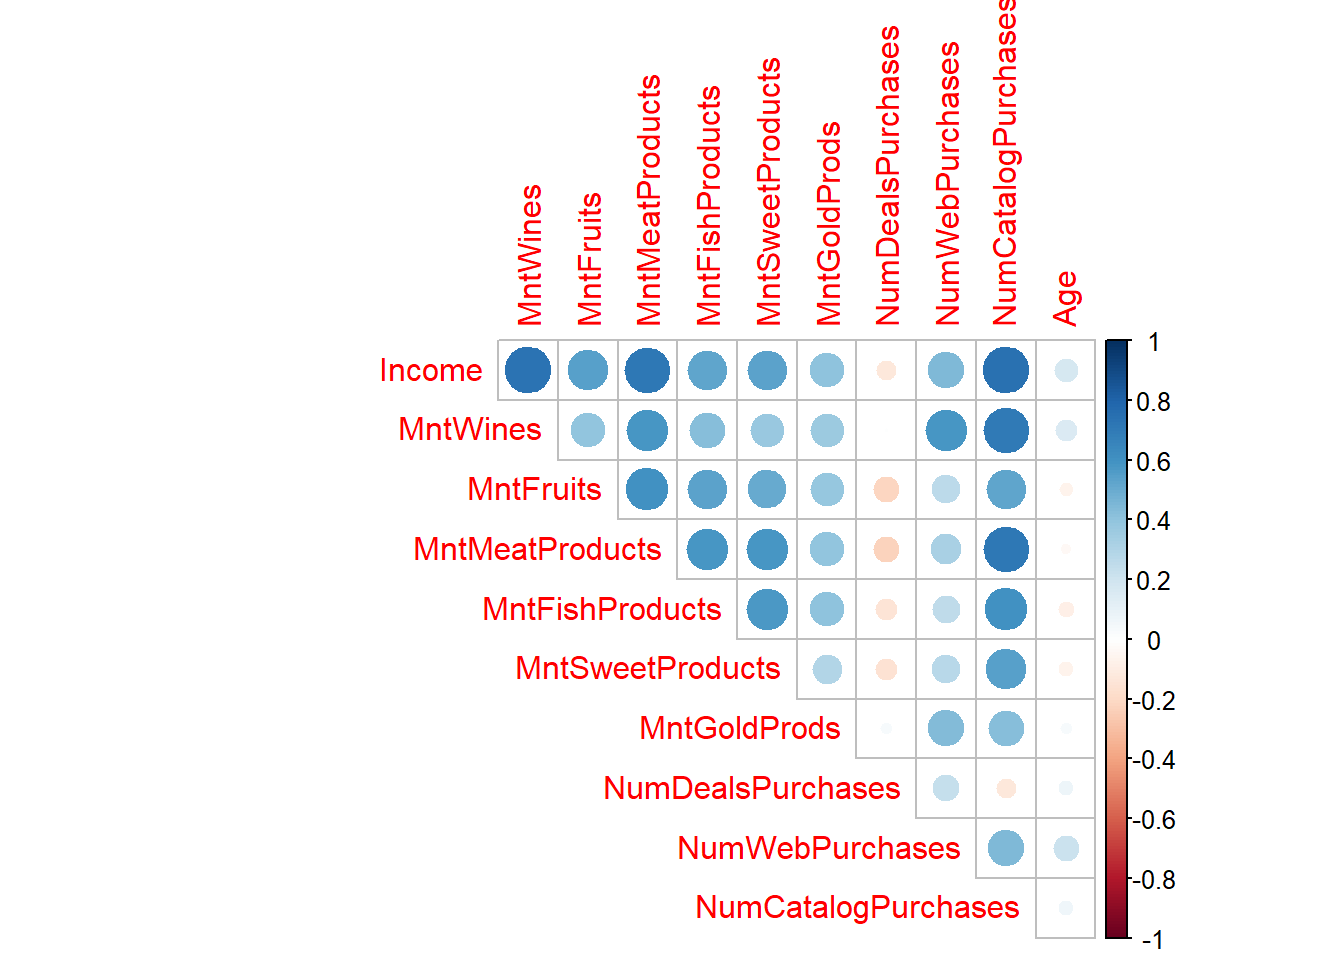 MntWines
MntFruits
MntMeatProducts
MntFishProducts
MntSweetProducts
MntGoldProds
NumDealsPurchases
NumWebPurchases
NumCatalogPurchases
Age
Income
MntWines
MntFruits
MntMeatProducts
MntFishProducts
MntSweetProducts
MntGoldProds
NumDealsPurchases
NumWebPurchases
NumCatalogPurchases
1
0.8
0.6
0.4
0.2
0
-0.2
-0.4
-0.6
-0.8
-1